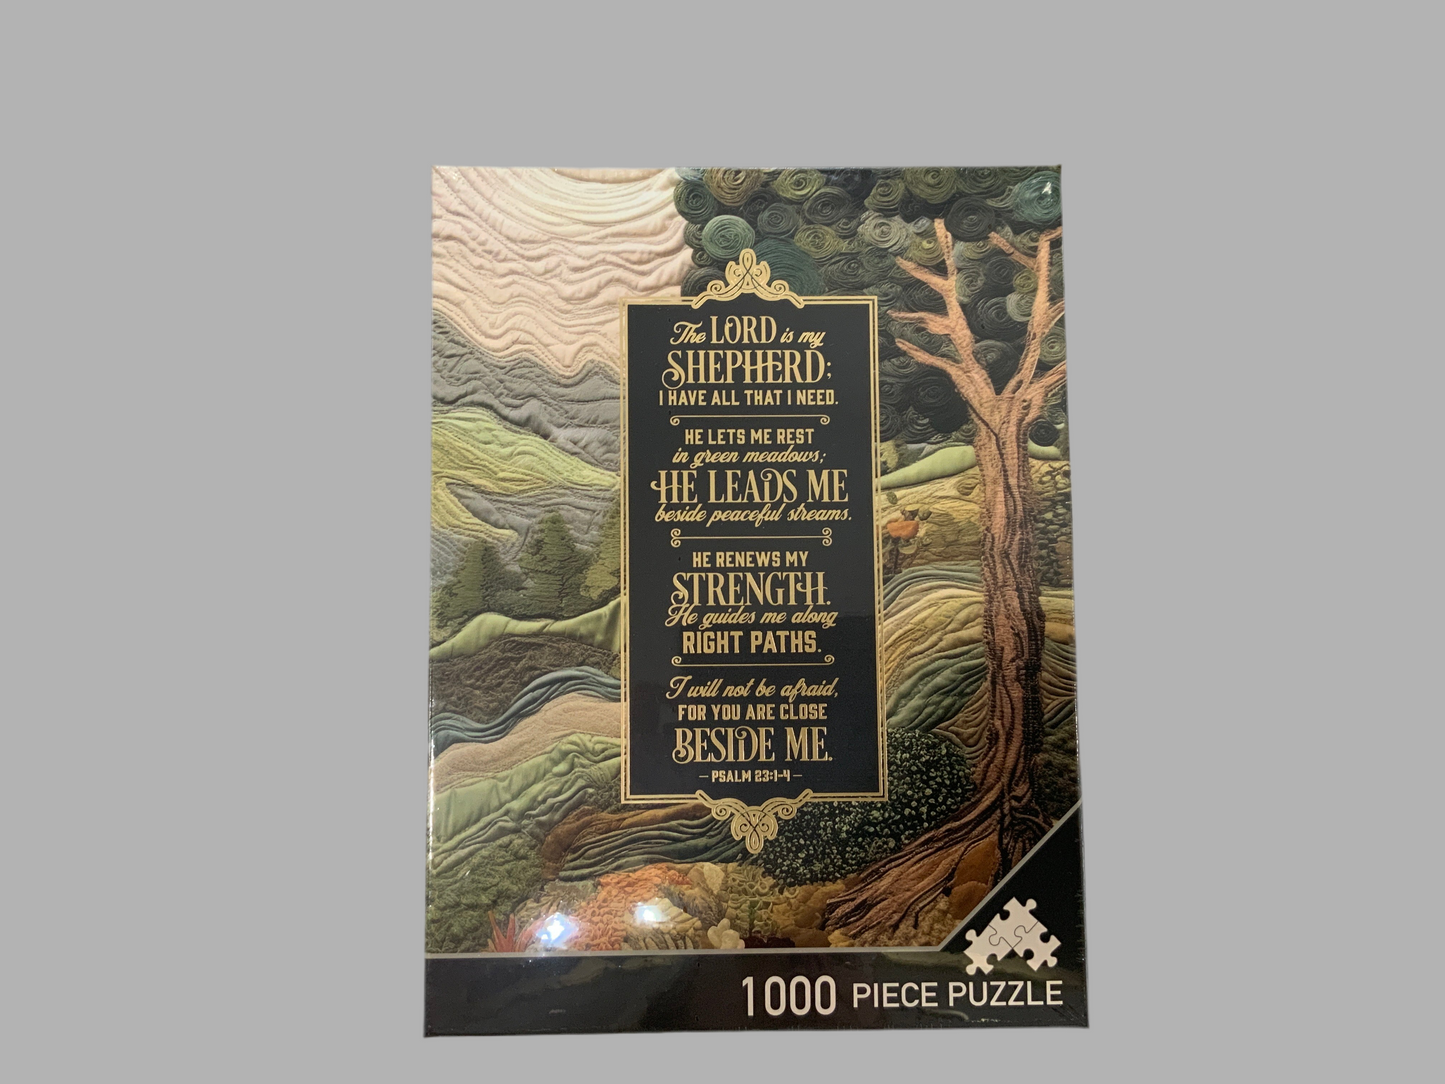 The LORD is my
SHEPHERD;
I HAVE ALL THAT I NEED.
HE LETS ME REST
in green meadows;
HE LEADS ME
beside peaceful streams.
HE RENEWS MY
STRENGTH.
He guides me along
RIGHT PATHS.
I will not be afraid,
FOR YOU ARE CLOSE
BESIDE ME.
– PSALM 23:1-4 –
1000 PIECE PUZZLE